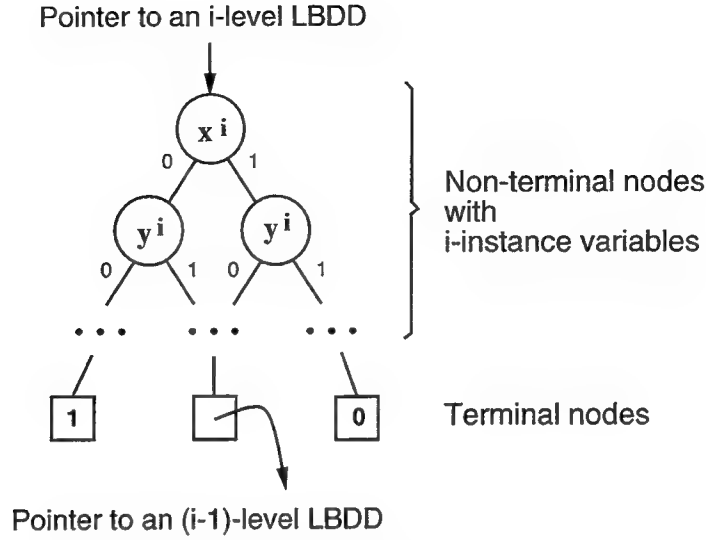 Pointer to an i-level LBDD
x i
0 1
Non-terminal nodes
with
i-instance variables
y i y i
0 1 0 1
... ... ...
1 0
Terminal nodes
Pointer to an (i-1)-level LBDD